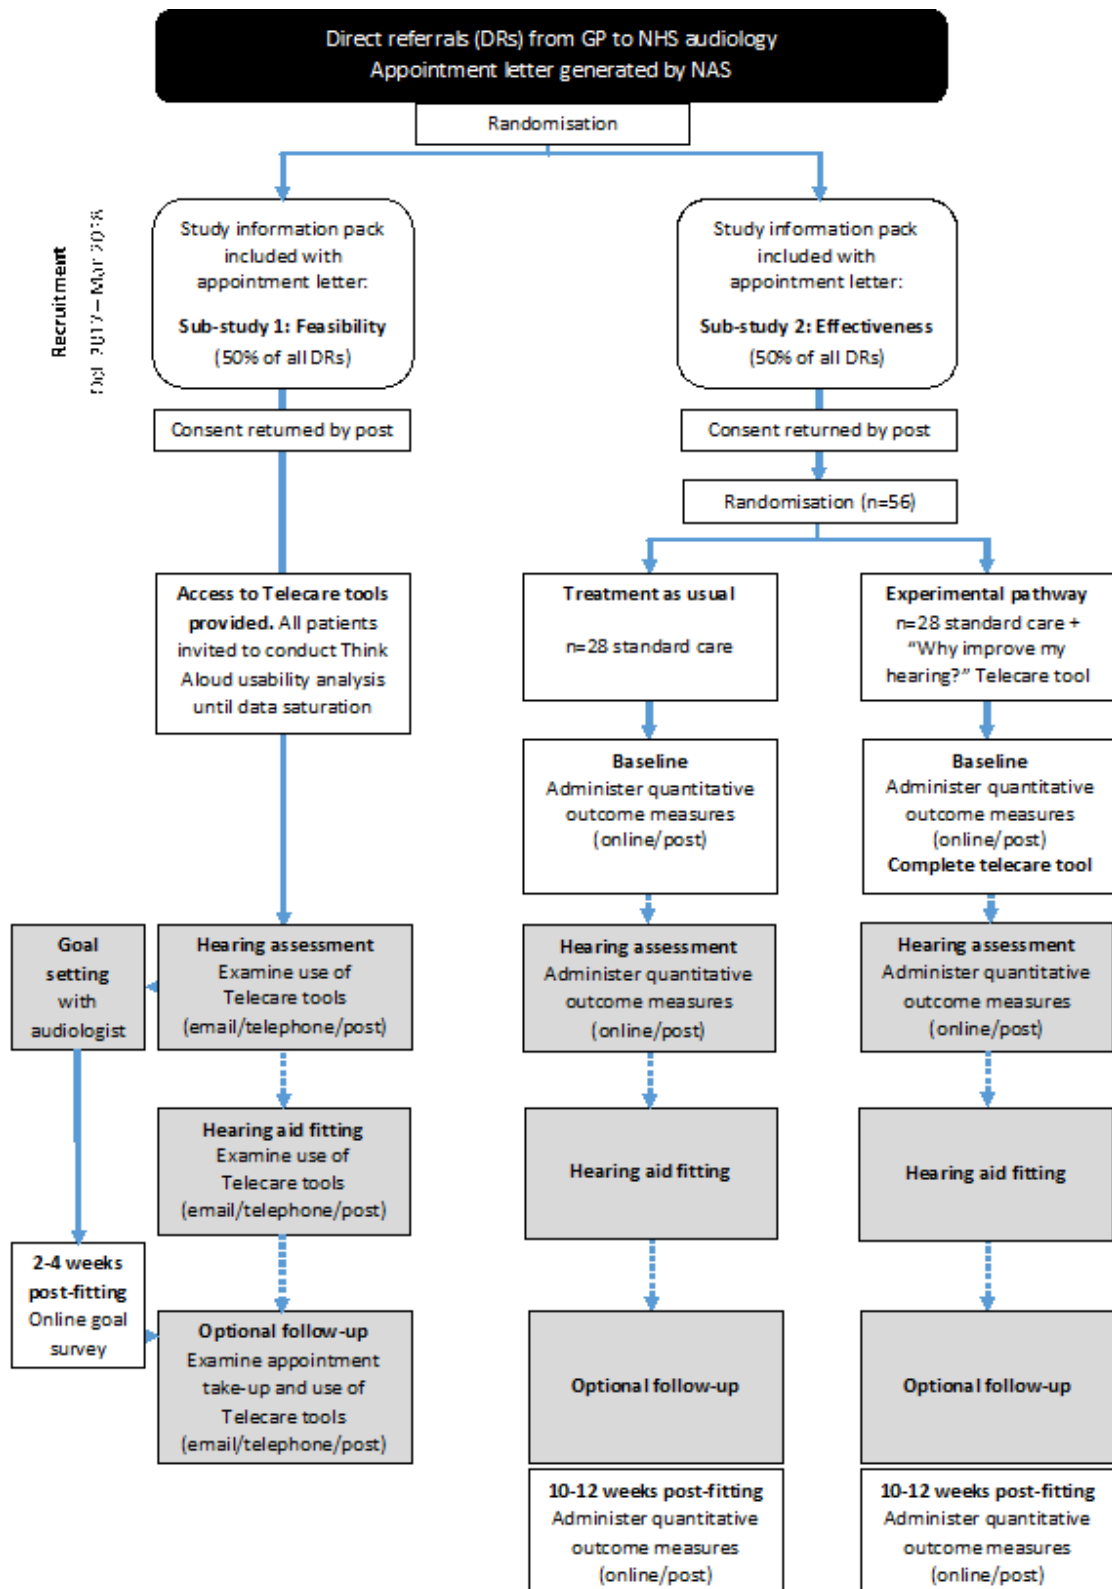 Direct referrals (DRs) from GP to NHS audiology
Appointment letter generated by NAS
Randomisation
Recruitment
Study information pack
included with
appointment letter:
Sub-study 1: Feasibility
(50% of all DRs)
Study information pack
included with
appointment letter:
Sub-study 2: Effectiveness
(50% of all DRs)
Consent returned by post
Consent returned by post
Randomisation (n=56)
Access to Telecare tools
provided. All patients
invited to conduct Think
Aloud usability analysis
until data saturation
Treatment as usual
n=28 standard care
Experimental pathway
n=28 standard care +
“Why improve my
hearing?” Telecare tool
Baseline
Administer quantitative
outcome measures
(online/post)
Baseline
Administer quantitative
outcome measures
(online/post)
Complete telecare tool
Goal
setting
with
audiologist
Hearing assessment
Examine use of
Telecare tools
(email/telephone/post)
Hearing assessment
Administer quantitative
outcome measures
(online/post)
Hearing assessment
Administer quantitative
outcome measures
(online/post)
Hearing aid fitting
Examine use of
Telecare tools
(email/telephone/post)
Hearing aid fitting
Hearing aid fitting
2-4 weeks
post-fitting
Online goal
survey
Optional follow-up
Examine appointment
take-up and use of
Telecare tools
(email/telephone/post)
Optional follow-up
Optional follow-up
10-12 weeks post-fitting
Administer quantitative
outcome measures
(online/post)
10-12 weeks post-fitting
Administer quantitative
outcome measures
(online/post)